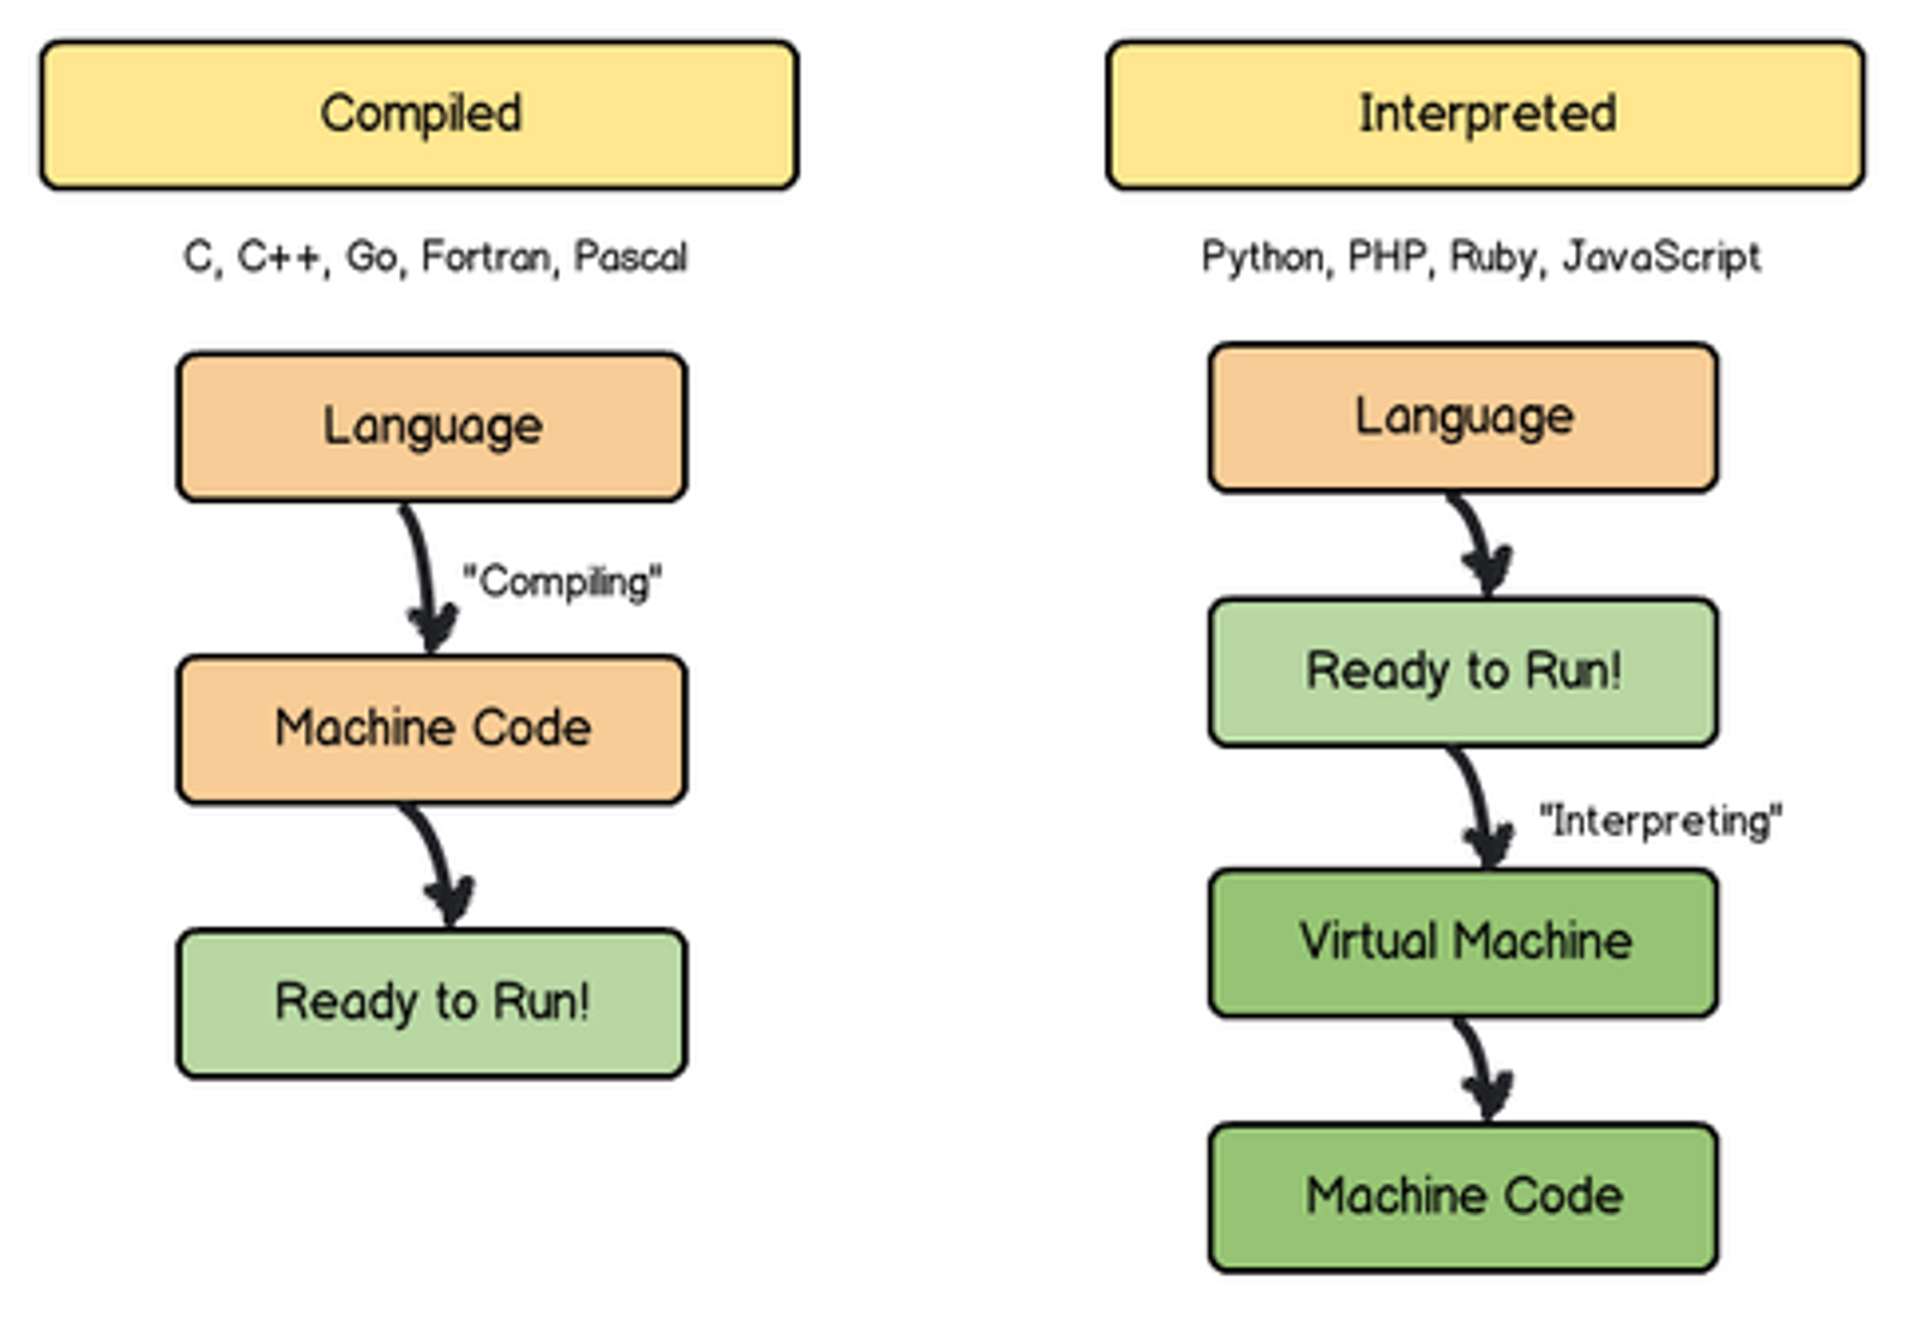 Compiled
C, C++, Go, Fortran, Pascal
Language
"Compiling"
Machine Code
Ready to Run!
Interpreted
Python, PHP, Ruby, JavaScript
Language
Ready to Run!
"Interpreting"
Virtual Machine
Machine Code